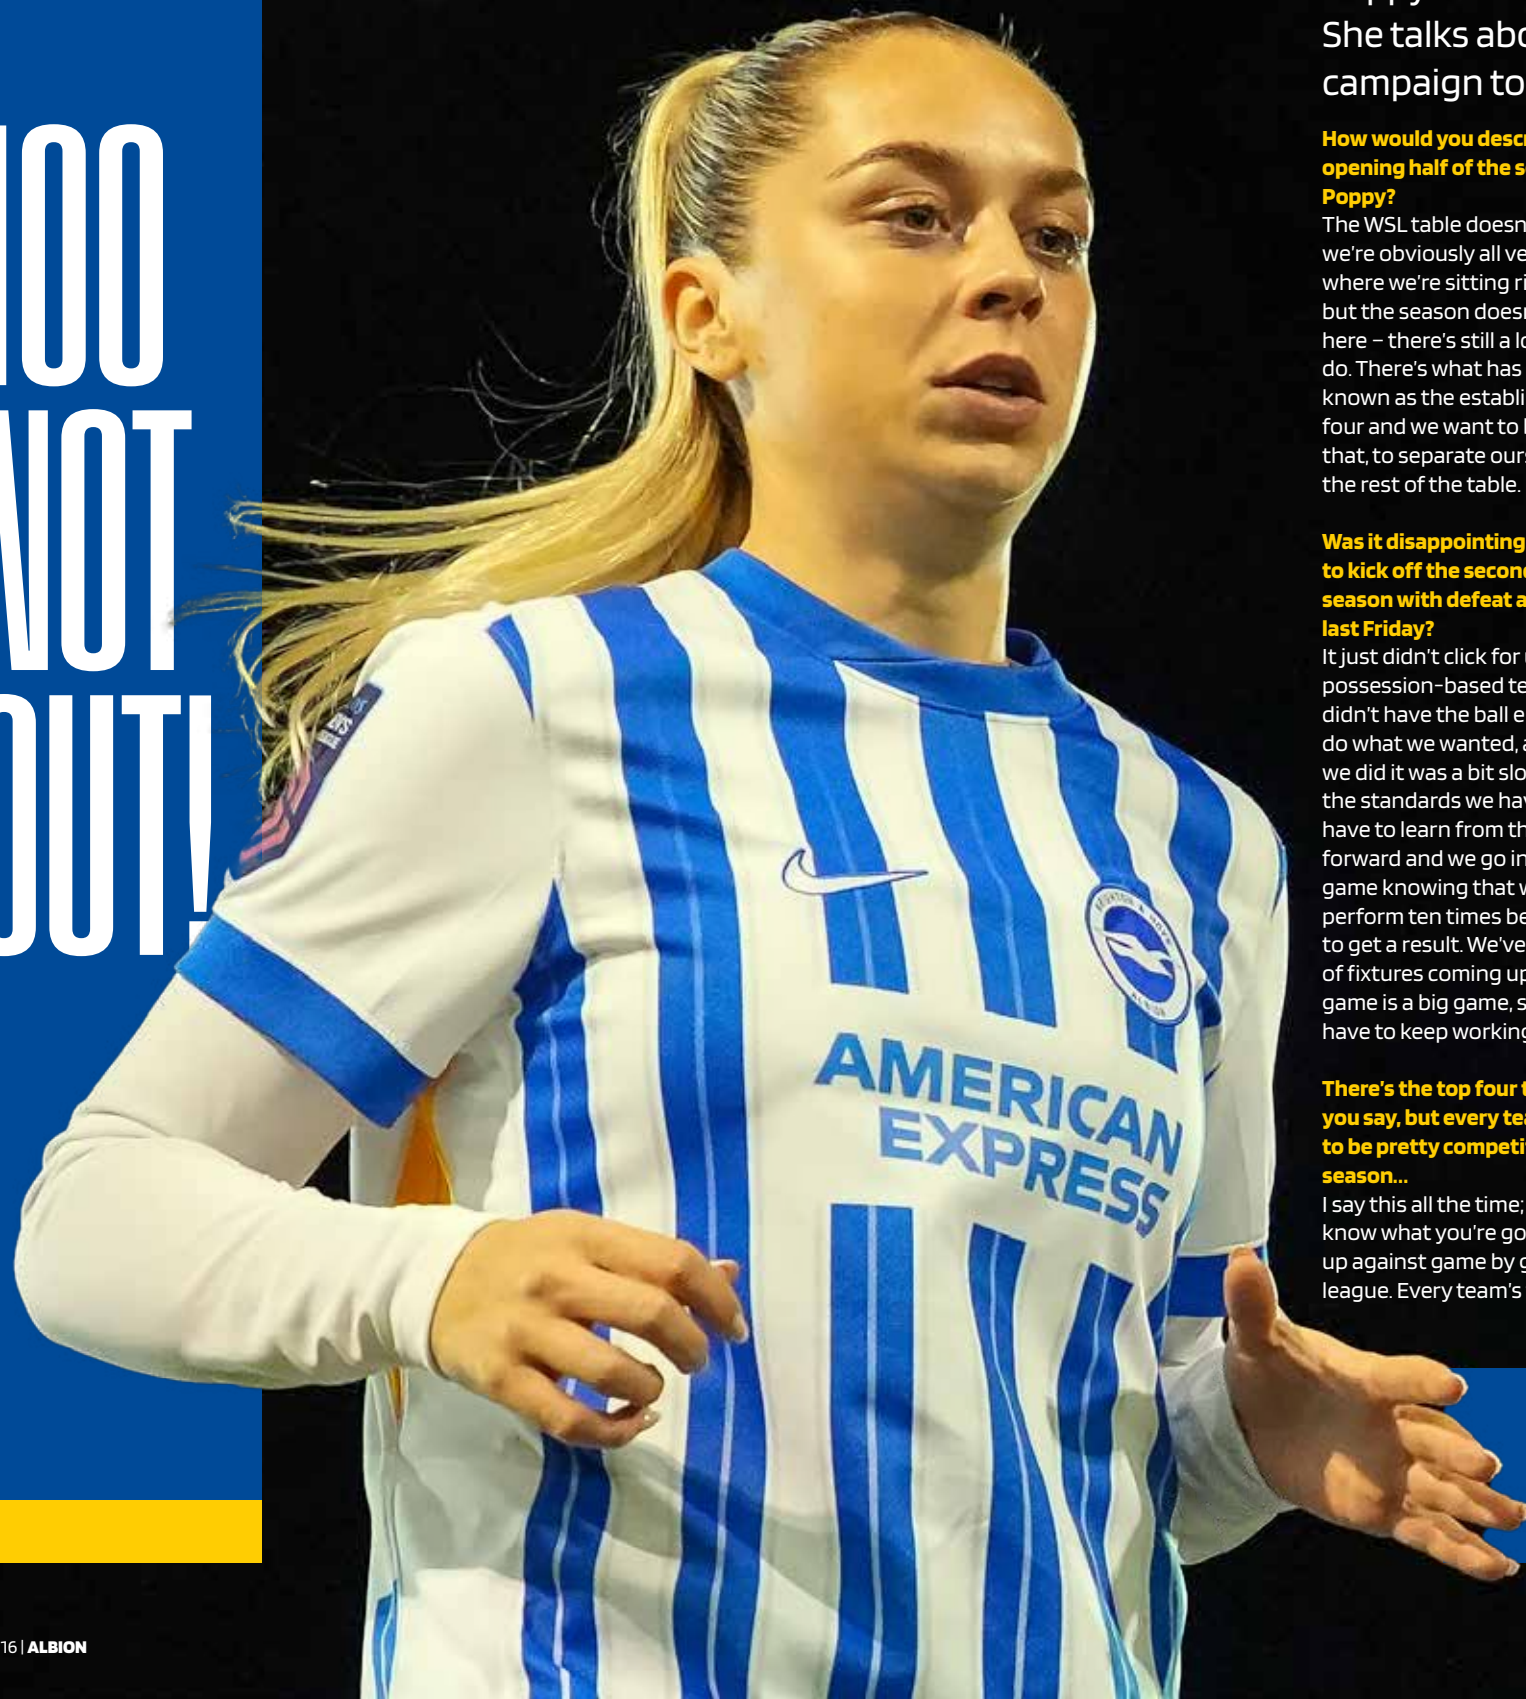 100
NOT
OUT!
She talks abo
campaign to
How would you descr
opening half of the s
Poppy?
The WSL table doesn
we're obviously all ve
where we're sitting ri
but the season doesn
here – there's still a lo
do. There's what has
known as the establi
four and we want to
that, to separate ours
the rest of the table.
Was it disappointing
to kick off the second
season with defeat a
last Friday?
It just didn't click for
possession-based te
didn't have the ball e
do what we wanted, a
we did it was a bit slo
the standards we hav
have to learn from th
forward and we go in
game knowing that w
perform ten times be
to get a result. We've
of fixtures coming up
game is a big game, s
have to keep working
There's the top four t
you say, but every tea
to be pretty competi
season...
I say this all the time;
know what you're go
up against game by g
league. Every team's
BRIGHTON & HOVE
ALBION
AMERICAN
EXPRESS
16 | ALBION